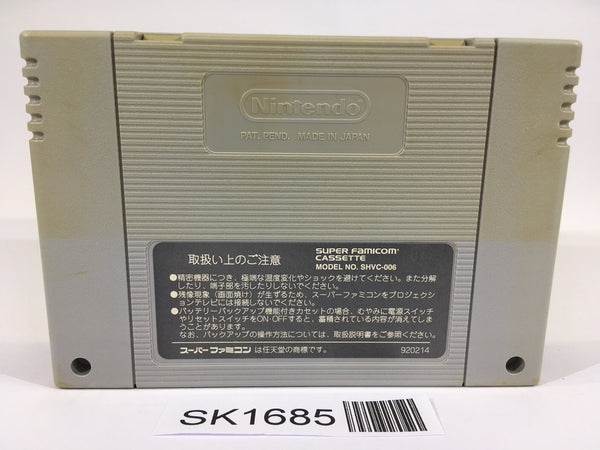 Nintendo
PAT. PEND. MADE IN JAPAN
取扱い上のご注意
SUPER FAMICOM
CASSETTE
MODEL NO. SHVC-006
●精密機器につき、極端な温度変化やショックを避けてください。また分解
したり、端子部を汚したりしないでください。
●残像現象（画面焼け）が生ずるため、スーパーファミコンをプロジェクシ
ョンテレビには接続しないでください。
●バッテリーバックアップ機能付きカセットの場合、むやみに電源スイッチ
やリセットスイッチをON・OFFすると、蓄積されている内容が消えてしま
うことがあります。
なお、バックアップの操作方法については、取扱説明書をご参照ください。
スーパーファミコン は任天堂の商標です。
920214
SK1685